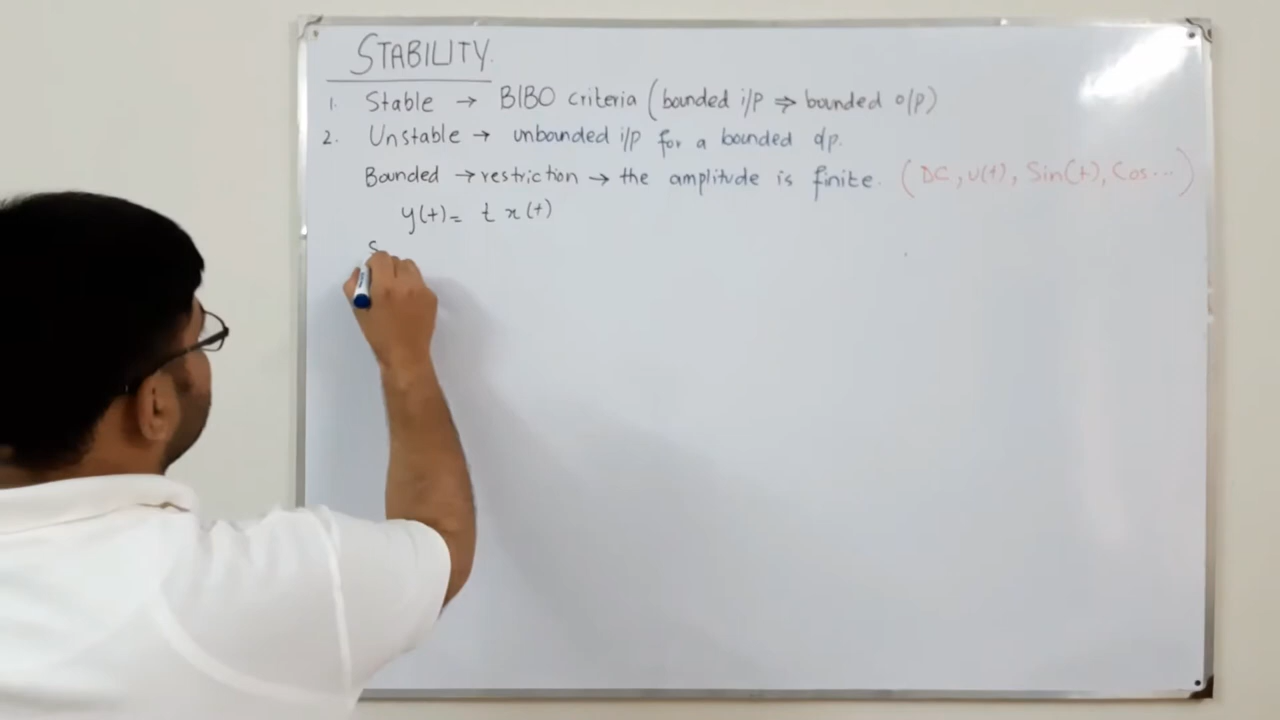 STABILITY.
1. Stable → BIBO criteria (bounded i/p ⇒ bounded o/p)
2. Unstable → unbounded i/p for a bounded o/p.
Bounded → restriction → the amplitude is finite. (DC, u(t), Sin(t), Cos...)
y(t) = t x(t)
S